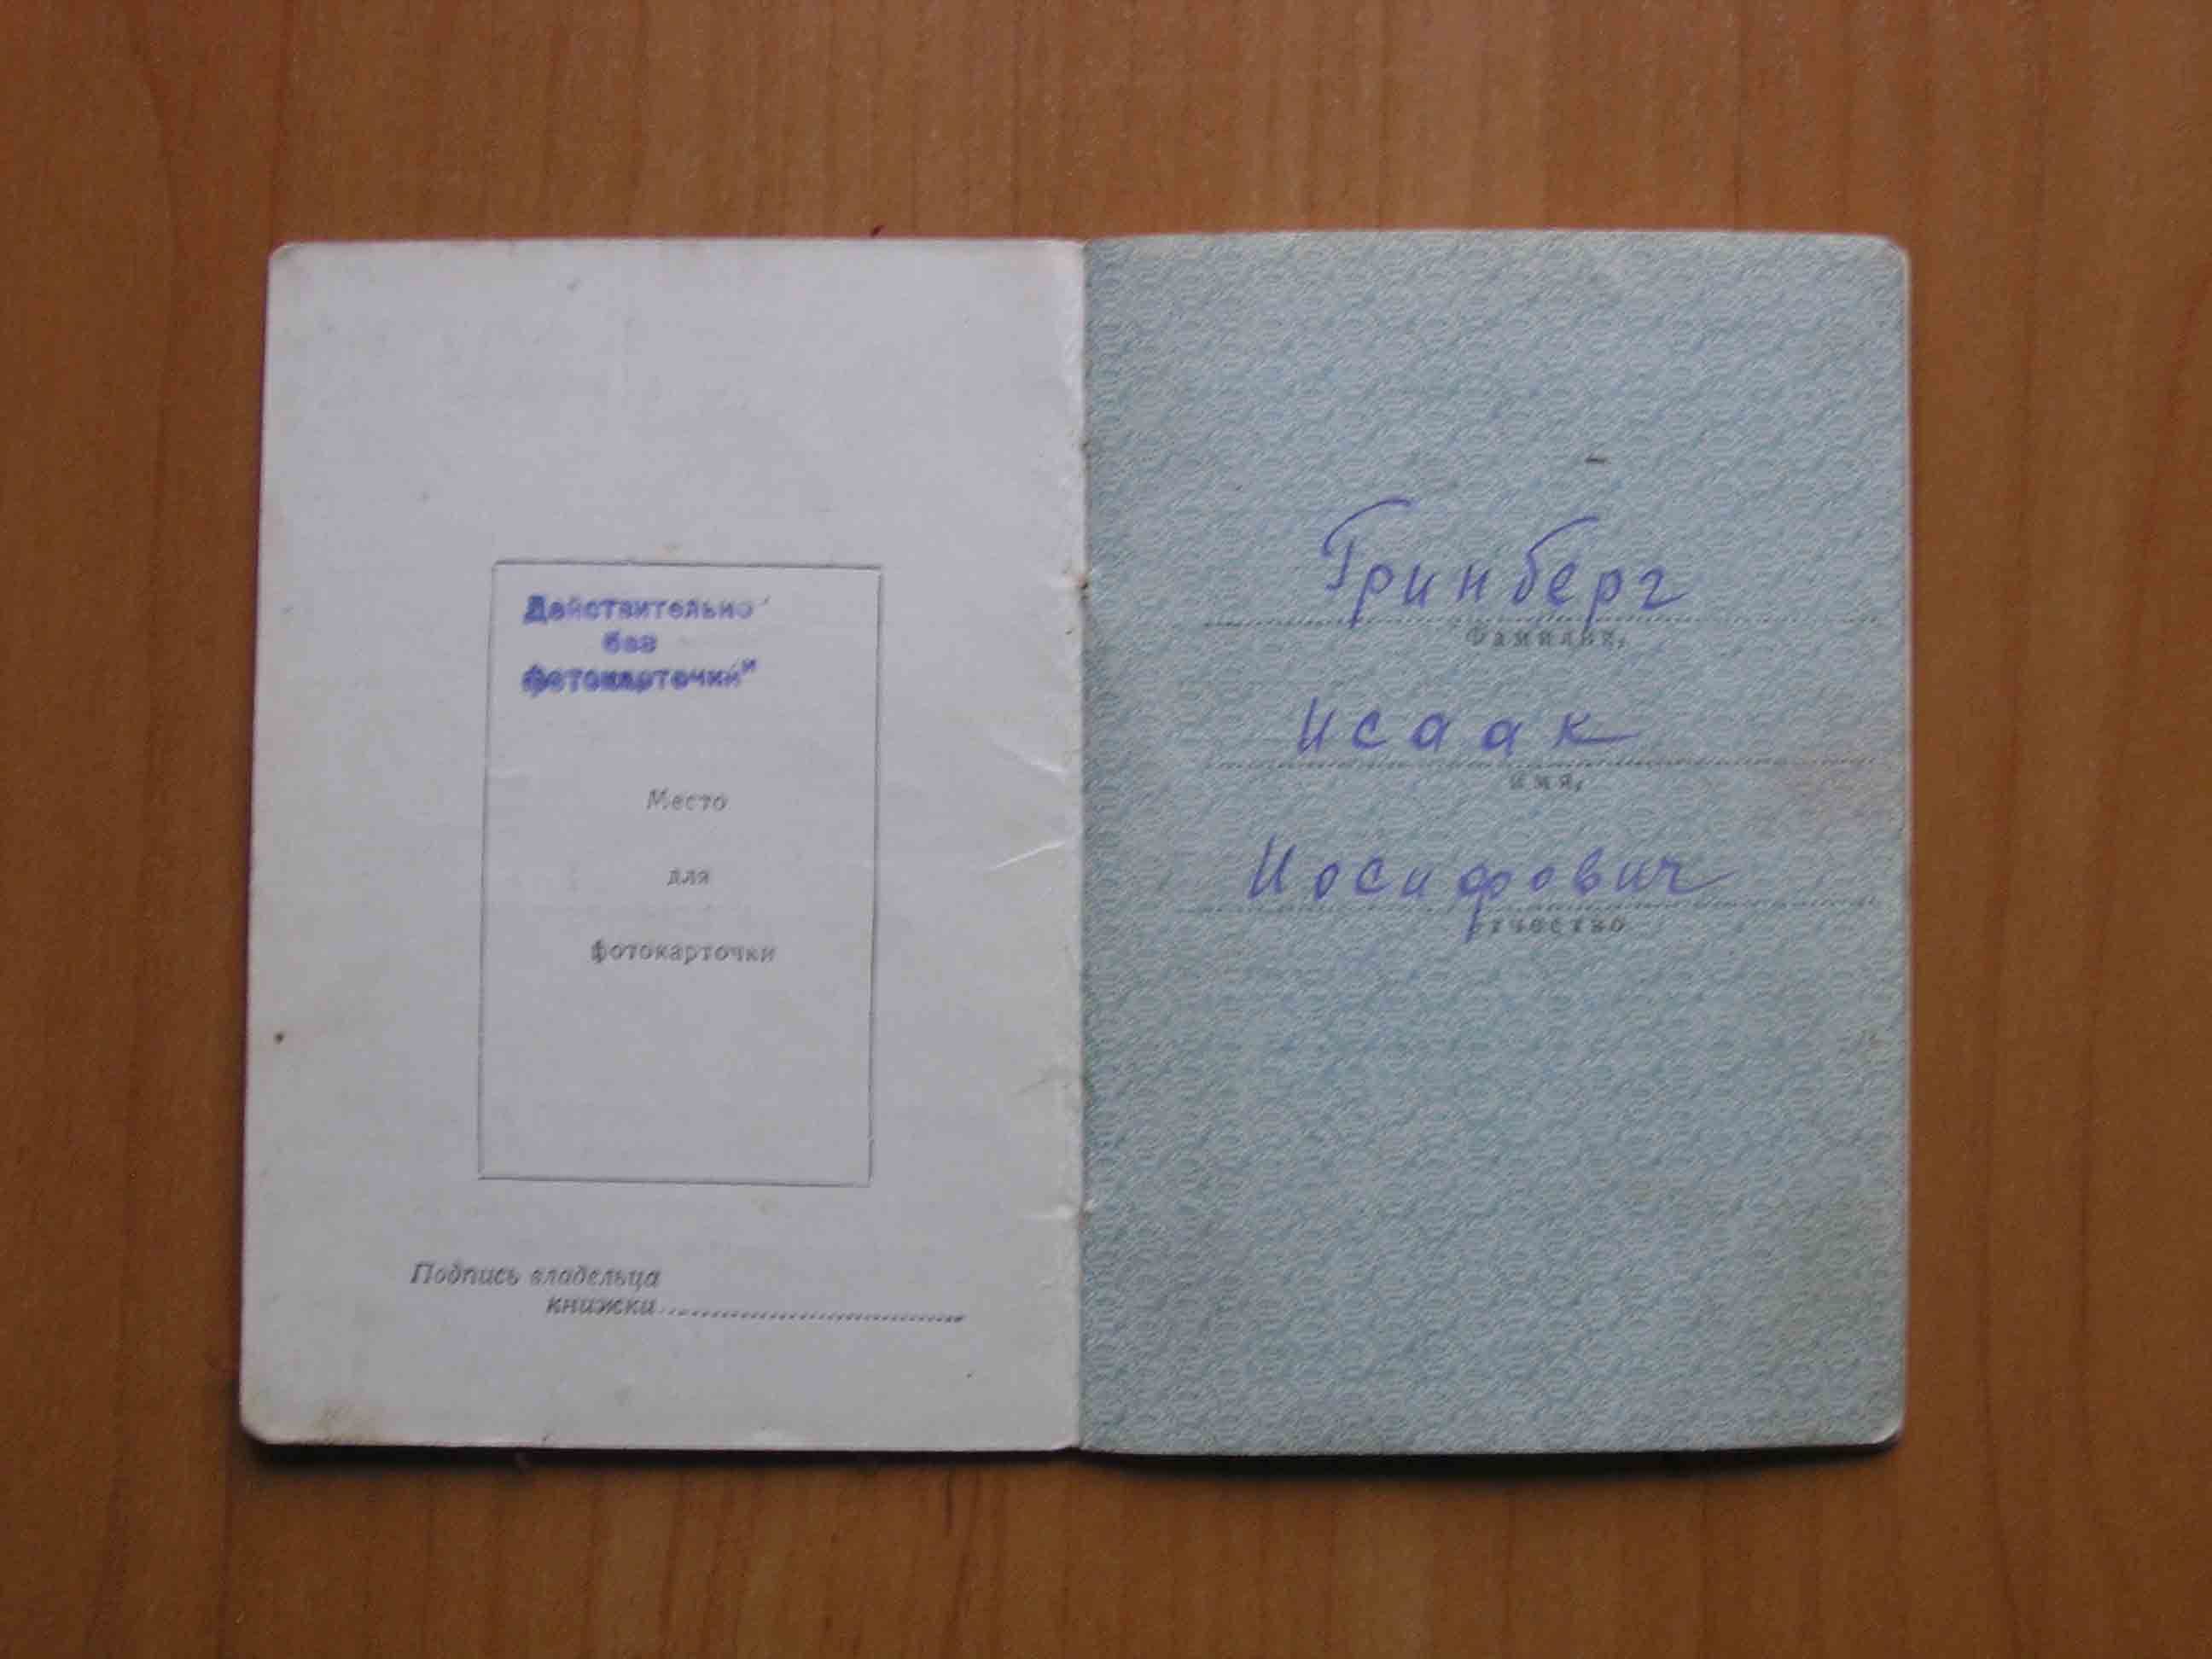 Действительно
без
фотокарточки
Место
для
фотокарточки
Подпись владельца
книжки
Гринберг
Фамилия,
Исаак
имя,
Иосифович
отчество